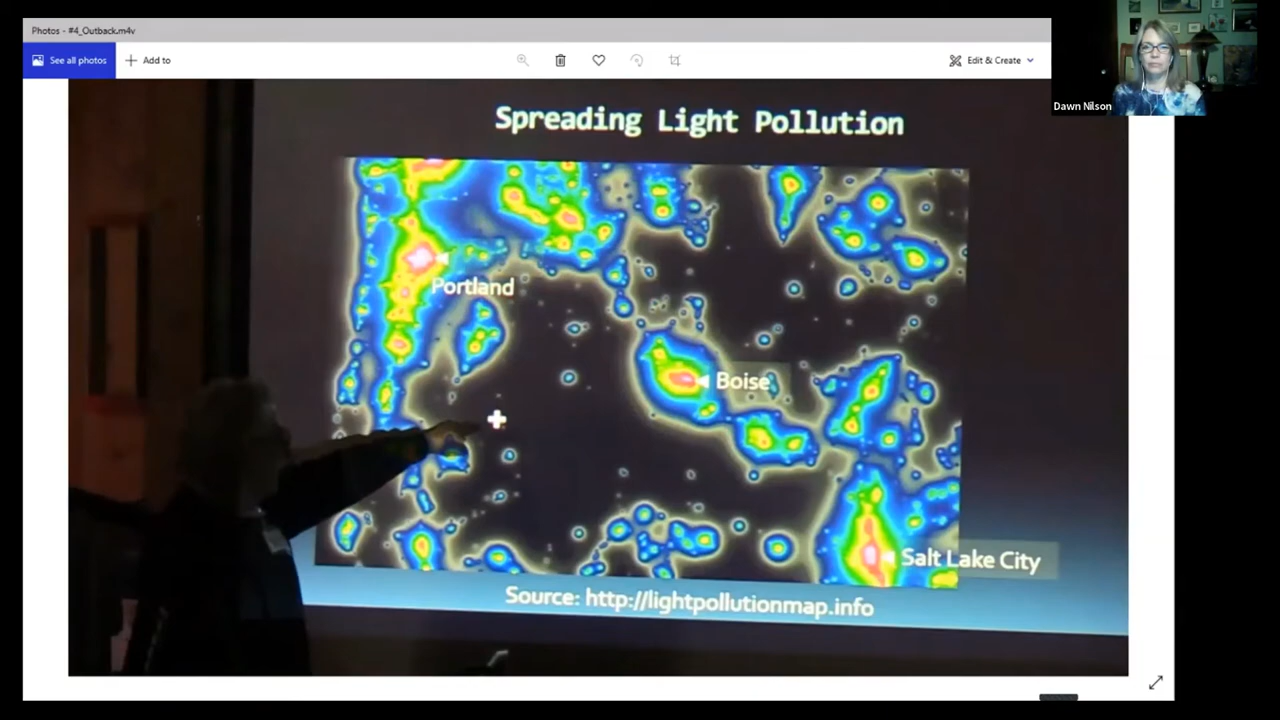 Photos - #4_Outback.m4v
See all photos
Add to
Edit & Create
Dawn Nilson
Spreading Light Pollution
Portland
Boise
Salt Lake City
Source: http://lightpollutionmap.info